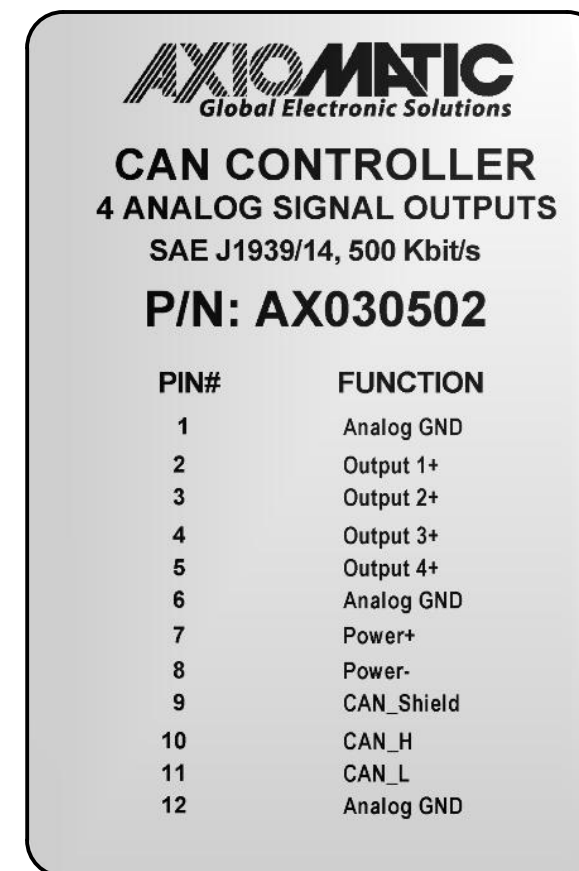 AXIOMATIC
Global Electronic Solutions
CAN CONTROLLER
4 ANALOG SIGNAL OUTPUTS
SAE J1939/14, 500 Kbit/s
P/N: AX030502
PIN# FUNCTION
1 Analog GND
2 Output 1+
3 Output 2+
4 Output 3+
5 Output 4+
6 Analog GND
7 Power+
8 Power-
9 CAN_Shield
10 CAN_H
11 CAN_L
12 Analog GND